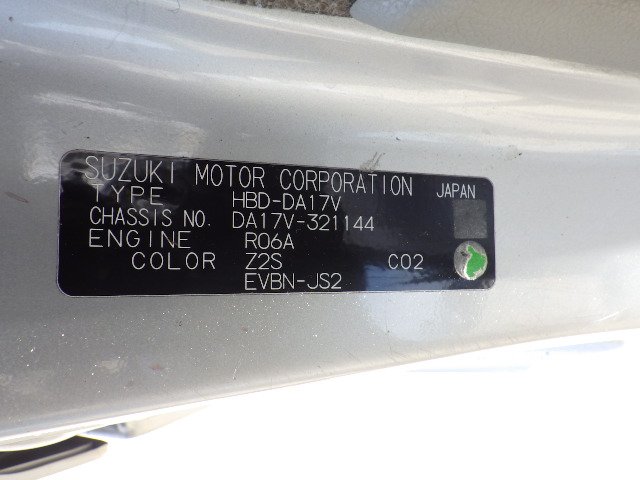 SUZUKI MOTOR CORPORATION JAPAN
TYPE HBD-DA17V
CHASSIS NO. DA17V-321144
ENGINE R06A
COLOR Z2S C02
EVBN-JS2